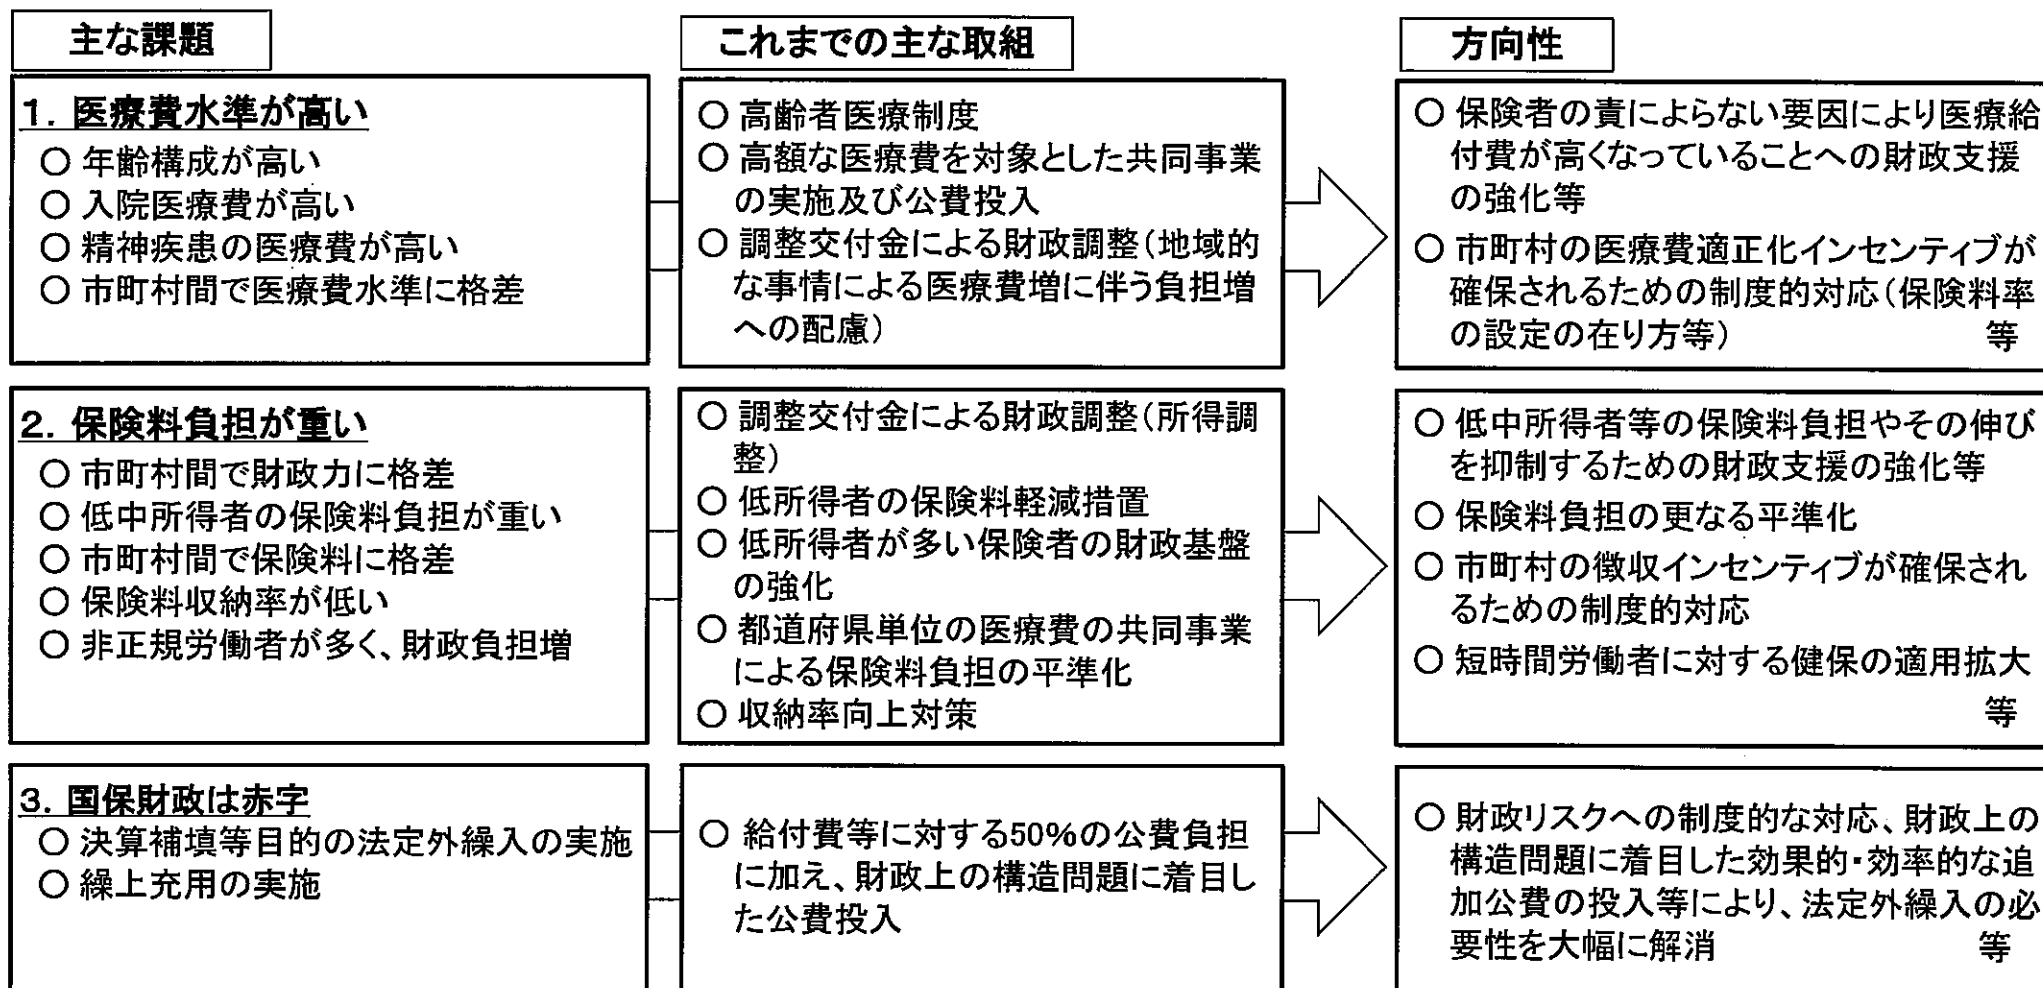 主な課題
これまでの主な取組
方向性
1．医療費水準が高い
○ 年齢構成が高い
○ 入院医療費が高い
○ 精神疾患の医療費が高い
○ 市町村間で医療費水準に格差
○ 高齢者医療制度
○ 高額な医療費を対象とした共同事業
の実施及び公費投入
○ 調整交付金による財政調整（地域的
な事情による医療費増に伴う負担増
への配慮）
○ 保険者の責によらない要因により医療給
付費が高くなっていることへの財政支援
の強化等
○ 市町村の医療費適正化インセンティブが
確保されるための制度的対応（保険料率
の設定の在り方等） 等
2．保険料負担が重い
○ 市町村間で財政力に格差
○ 低中所得者の保険料負担が重い
○ 市町村間で保険料に格差
○ 保険料収納率が低い
○ 非正規労働者が多く、財政負担増
○ 調整交付金による財政調整（所得調
整）
○ 低所得者の保険料軽減措置
○ 低所得者が多い保険者の財政基盤
の強化
○ 都道府県単位の医療費の共同事業
による保険料負担の平準化
○ 収納率向上対策
○ 低中所得者等の保険料負担やその伸び
を抑制するための財政支援の強化等
○ 保険料負担の更なる平準化
○ 市町村の徴収インセンティブが確保され
るための制度的対応
○ 短時間労働者に対する健保の適用拡大
等
3．国保財政は赤字
○ 決算補填等目的の法定外繰入の実施
○ 繰上充用の実施
○ 給付費等に対する50％の公費負担
に加え、財政上の構造問題に着目し
た公費投入
○ 財政リスクへの制度的な対応、財政上の
構造問題に着目した効果的・効率的な追
加公費の投入等により、法定外繰入の必
要性を大幅に解消 等